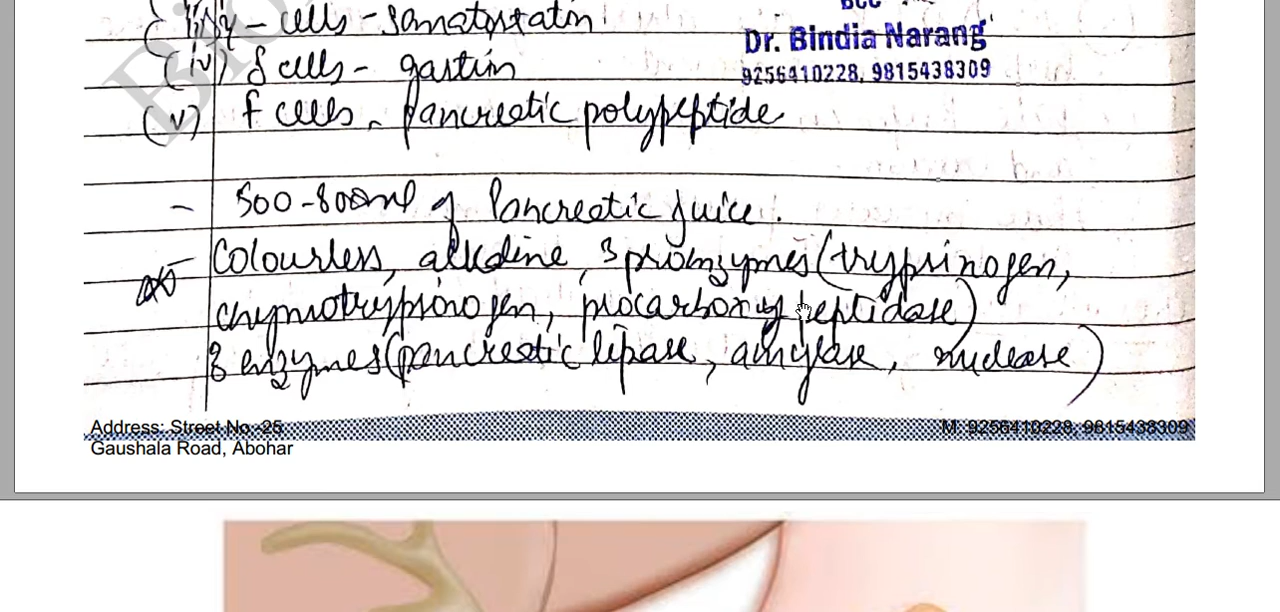 cells - somatostatin
BCC
Dr. Bindia Narang
(iv) δ cells - gastin
9256410228, 9815438309
(v) f cells - pancreatic polypeptide
- 500-800ml of Pancreatic juice.
Colourless, alkaline, 3 proenzymes (trypsinogen,
chymotrypsinogen, procarboxypeptidase)
3 enzymes (pancreatic lipase, amylase, nuclease)
Address: Street No.-25
M: 9256410228, 9815438309
Gaushala Road, Abohar